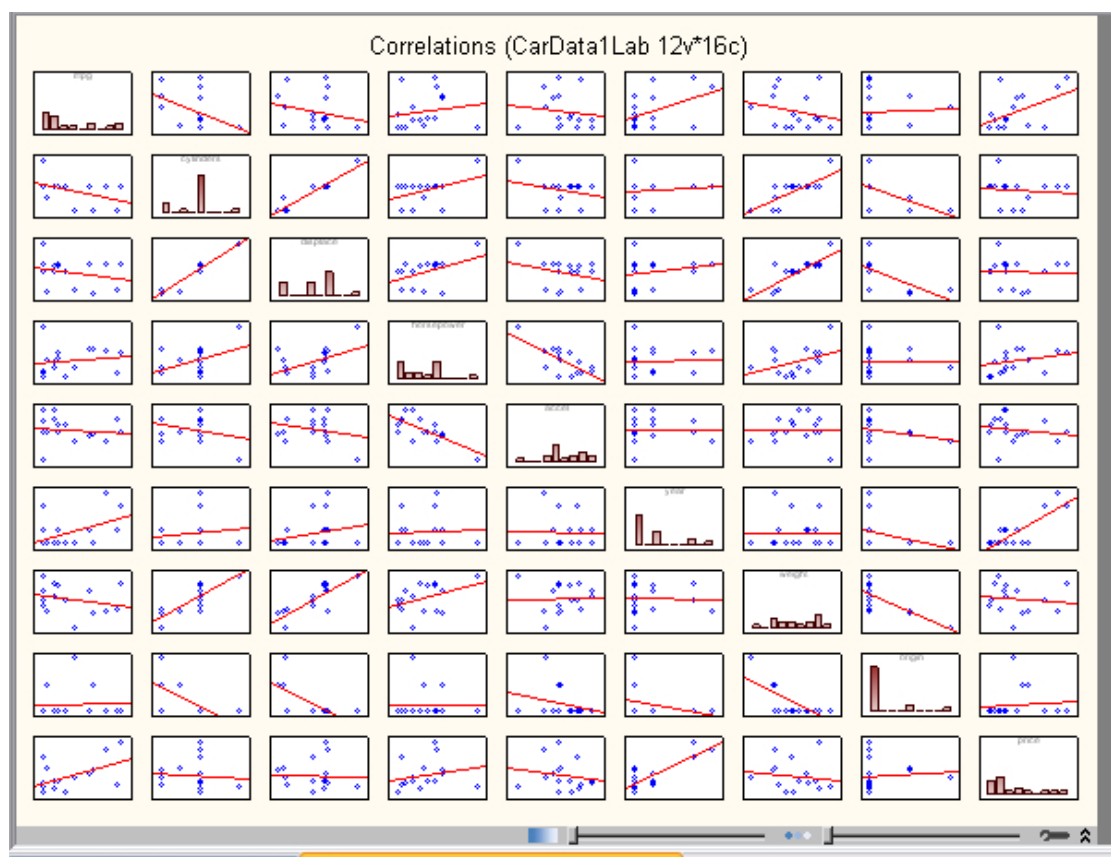 Correlations (CarData1Lab 12v*16c)
mpg
cylinders
displace
horsepower
accel
year
weight
origin
price